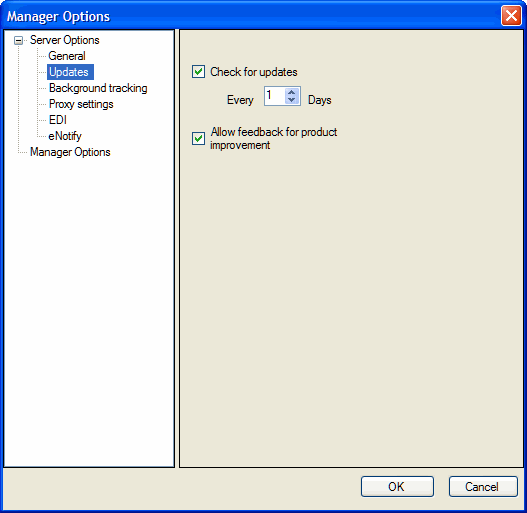 Manager Options
Server Options
General
Updates
Background tracking
Proxy settings
EDI
eNotify
Manager Options
Check for updates
Every 1 Days
Allow feedback for product
improvement
OK Cancel